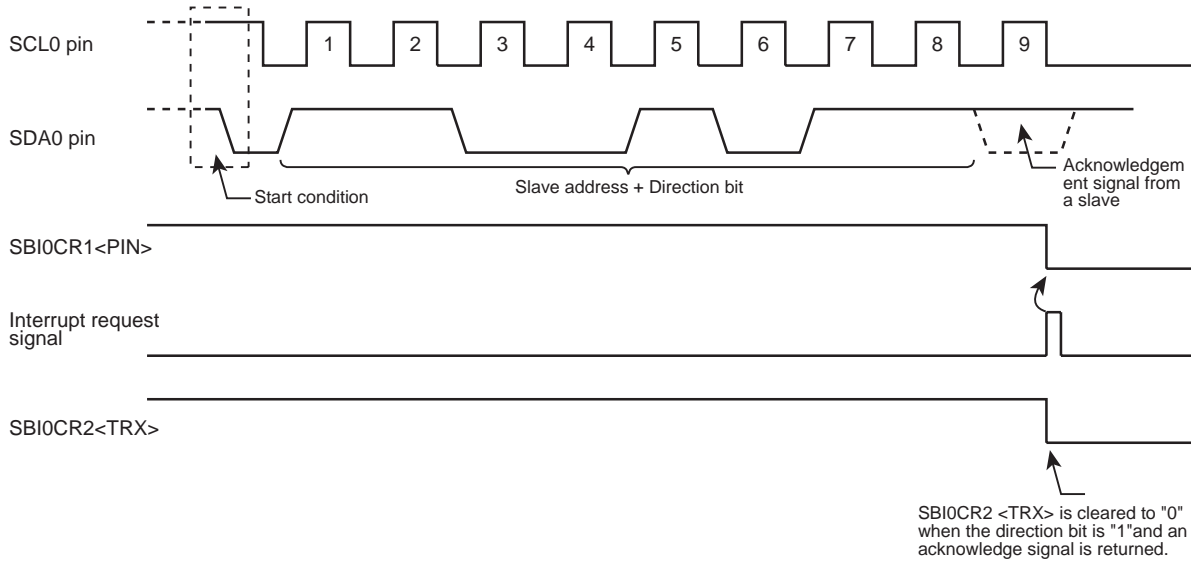 SCL0 pin
1 2 3 4 5 6 7 8 9
SDA0 pin
Start condition
Slave address + Direction bit
Acknowledgem
ent signal from
a slave
SBI0CR1<PIN>
Interrupt request
signal
SBI0CR2<TRX>
SBI0CR2 <TRX> is cleared to "0"
when the direction bit is "1"and an
acknowledge signal is returned.